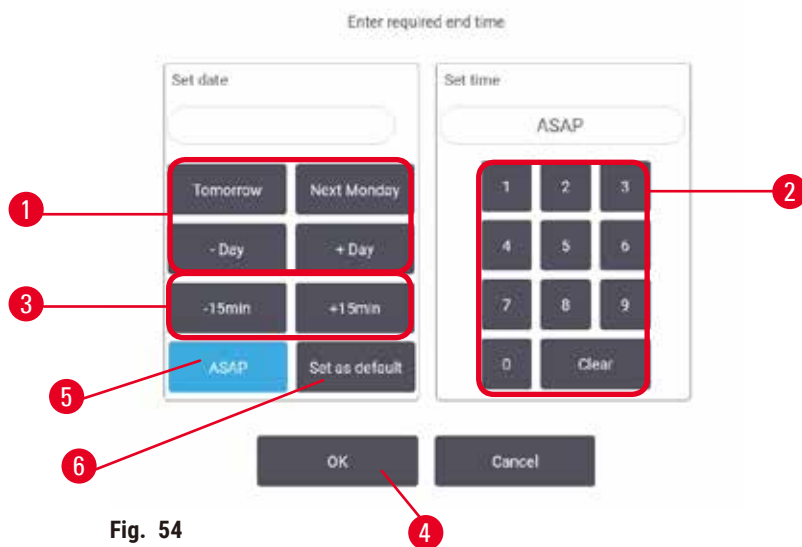 Enter required end time
Set date
Set time
ASAP
Tomorrow
Next Monday
1
2
3
2
1
- Day
+ Day
4
5
6
3
-15min
+15min
7
8
9
ASAP
Set as default
0
Clear
5
6
OK
Cancel
Fig. 54
4